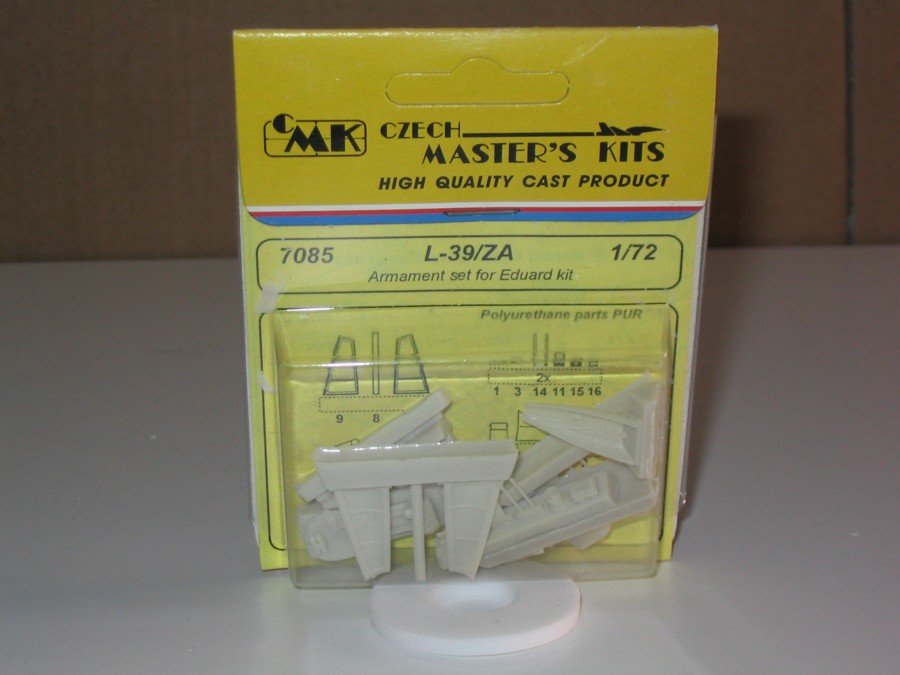 CMK CZECH
MASTER'S KITS
HIGH QUALITY CAST PRODUCT
7085 L-39/ZA 1/72
Armament set for Eduard kit
Polyurethane parts PUR
2x
1 3 14 11 15 16
9 8